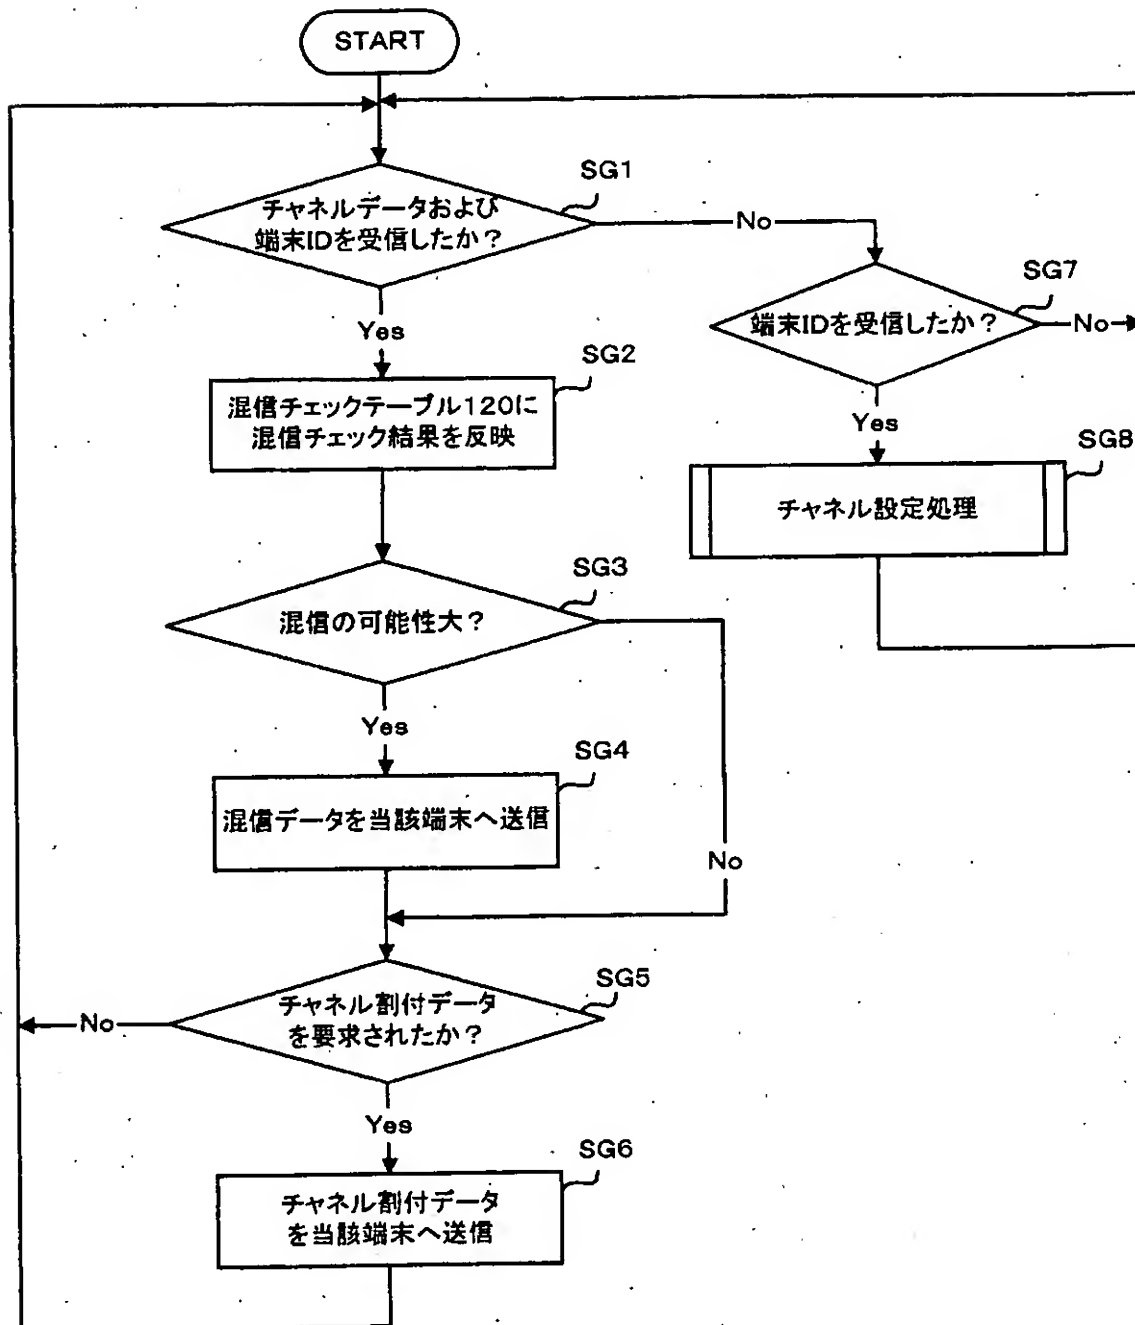 START
SG1
チャネルデータおよび
端末IDを受信したか？
No
Yes
SG7
端末IDを受信したか？
No
Yes
SG2
混信チェックテーブル120に
混信チェック結果を反映
SG8
チャネル設定処理
SG3
混信の可能性大？
Yes
No
SG4
混信データを当該端末へ送信
SG5
チャネル割付データ
を要求されたか？
No
Yes
SG6
チャネル割付データ
を当該端末へ送信